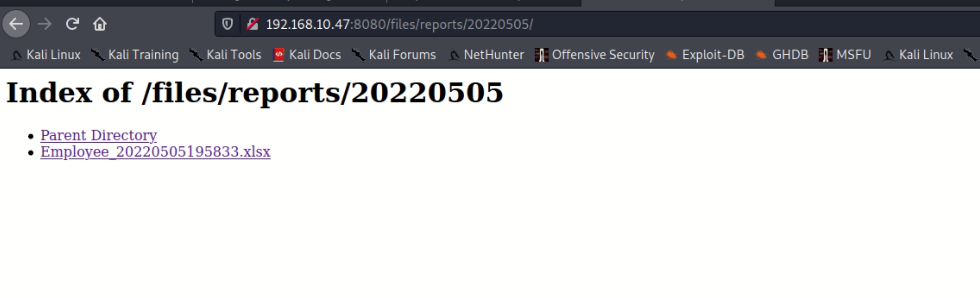 192.168.10.47:8080/files/reports/20220505/
Kali Linux Kali Training Kali Tools Kali Docs Kali Forums NetHunter Offensive Security Exploit-DB GHDB MSFU Kali Linux
Index of /files/reports/20220505
Parent Directory
Employee_20220505195833.xlsx